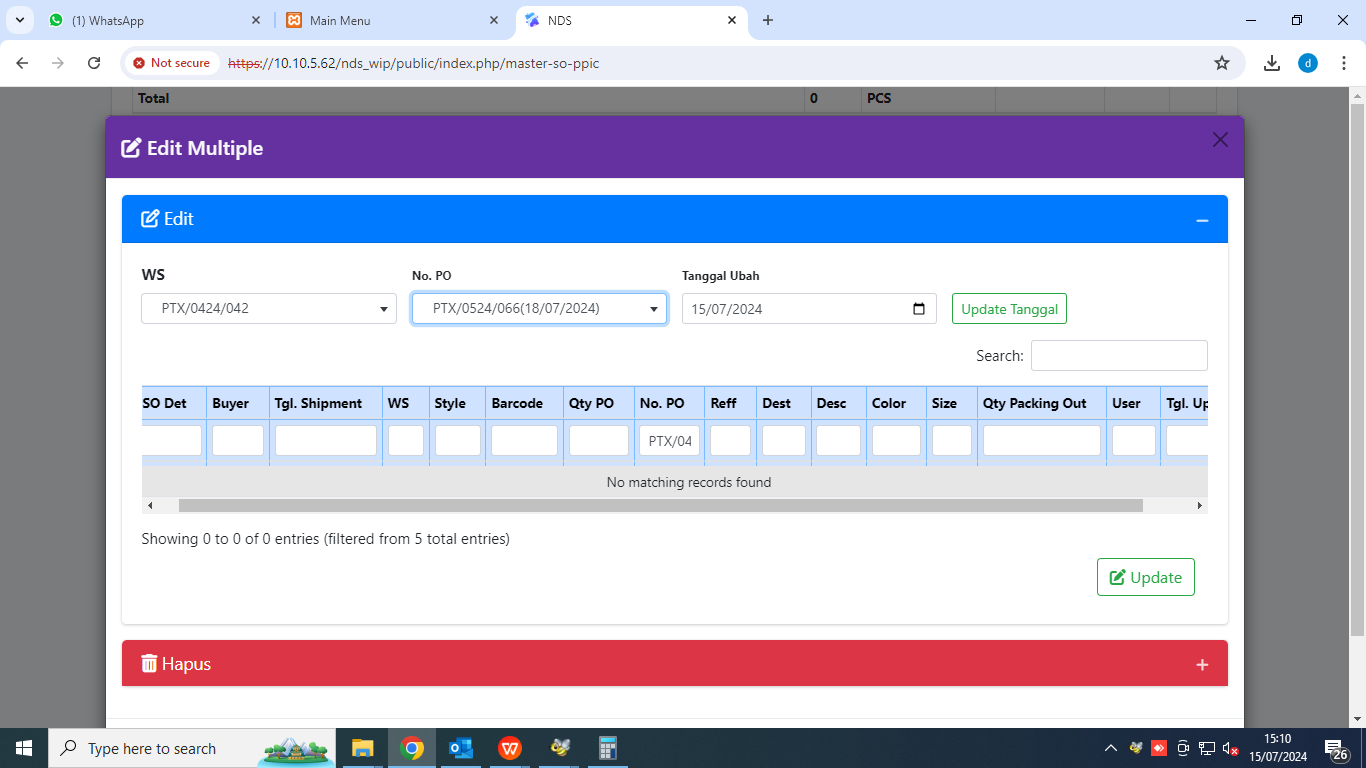 (1) WhatsApp
Main Menu
NDS
Not secure
https://10.10.5.62/nds_wip/public/index.php/master-so-ppic
d
Total 0 PCS
Edit Multiple
Edit
WS No. PO Tanggal Ubah
PTX/0424/042 PTX/0524/066(18/07/2024) 15/07/2024 Update Tanggal
Search:
SO Det Buyer Tgl. Shipment WS Style Barcode Qty PO No. PO Reff Dest Desc Color Size Qty Packing Out User Tgl. Up
PTX/04
No matching records found
Showing 0 to 0 of 0 entries (filtered from 5 total entries)
Update
Hapus
Type here to search
15:10
15/07/2024
26